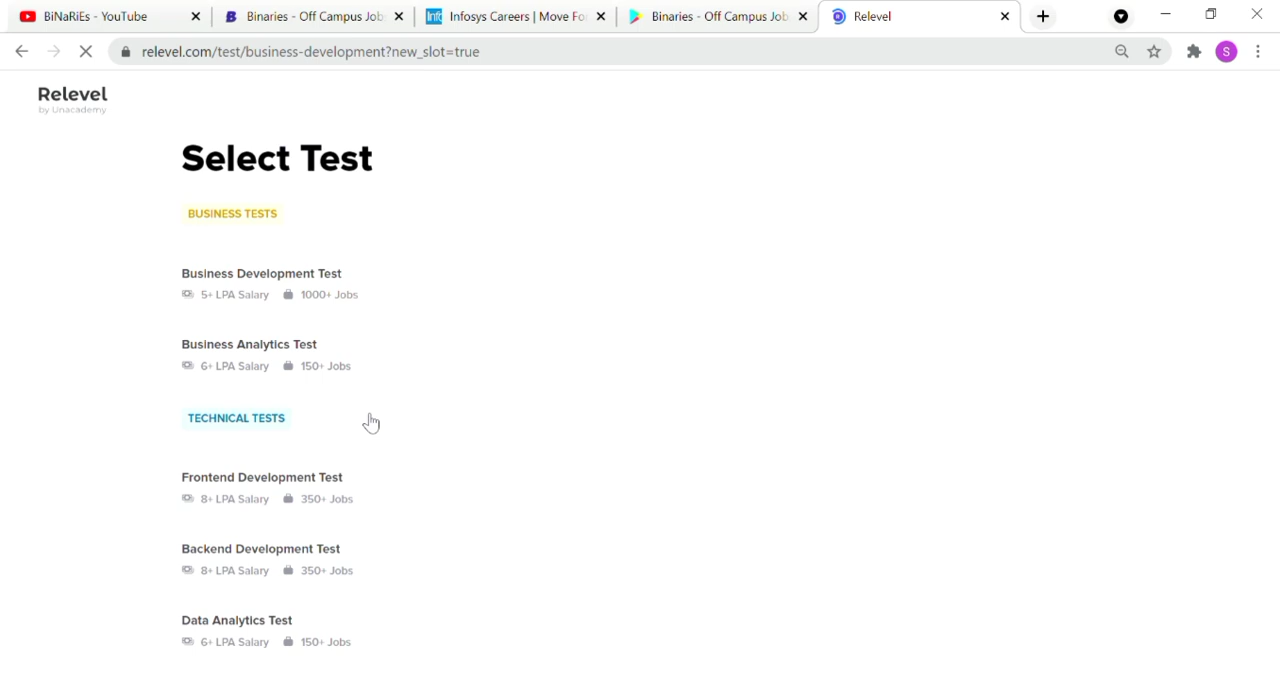 BiNaRiEs - YouTube
Binaries - Off Campus Job
Infosys Careers | Move Fo
Binaries - Off Campus Job
Relevel
relevel.com/test/business-development?new_slot=true
S
Relevel
by Unacademy
Select Test
BUSINESS TESTS
Business Development Test
5+ LPA Salary 1000+ Jobs
Business Analytics Test
6+ LPA Salary 150+ Jobs
TECHNICAL TESTS
Frontend Development Test
8+ LPA Salary 350+ Jobs
Backend Development Test
8+ LPA Salary 350+ Jobs
Data Analytics Test
6+ LPA Salary 150+ Jobs